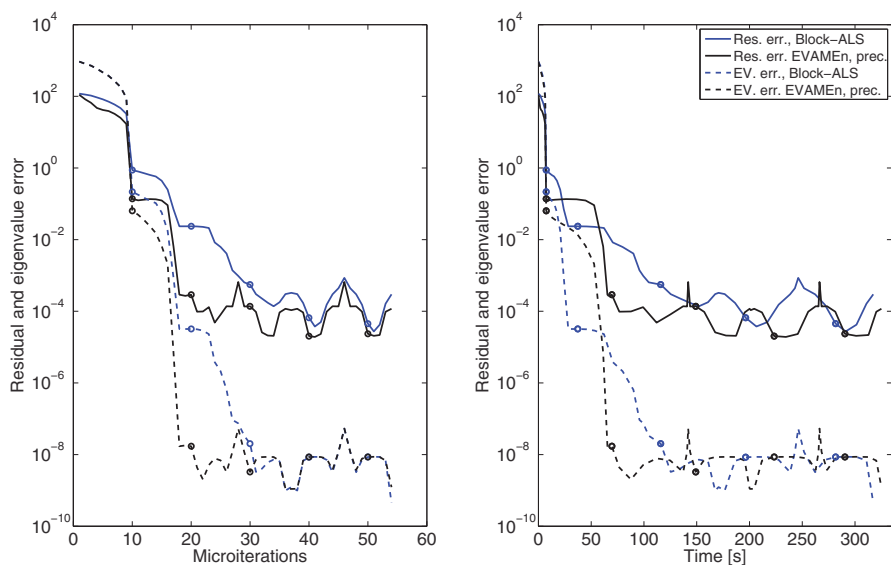 10^4
10^2
10^0
10^-2
10^-4
10^-6
10^-8
10^-10
Residual and eigenvalue error
0 10 20 30 40 50 60
Microiterations
10^4
10^2
10^0
10^-2
10^-4
10^-6
10^-8
10^-10
Residual and eigenvalue error
0 50 100 150 200 250 300
Time [s]
Res. err., Block−ALS
Res. err. EVAMEn, prec.
EV. err., Block−ALS
EV. err. EVAMEn, prec.